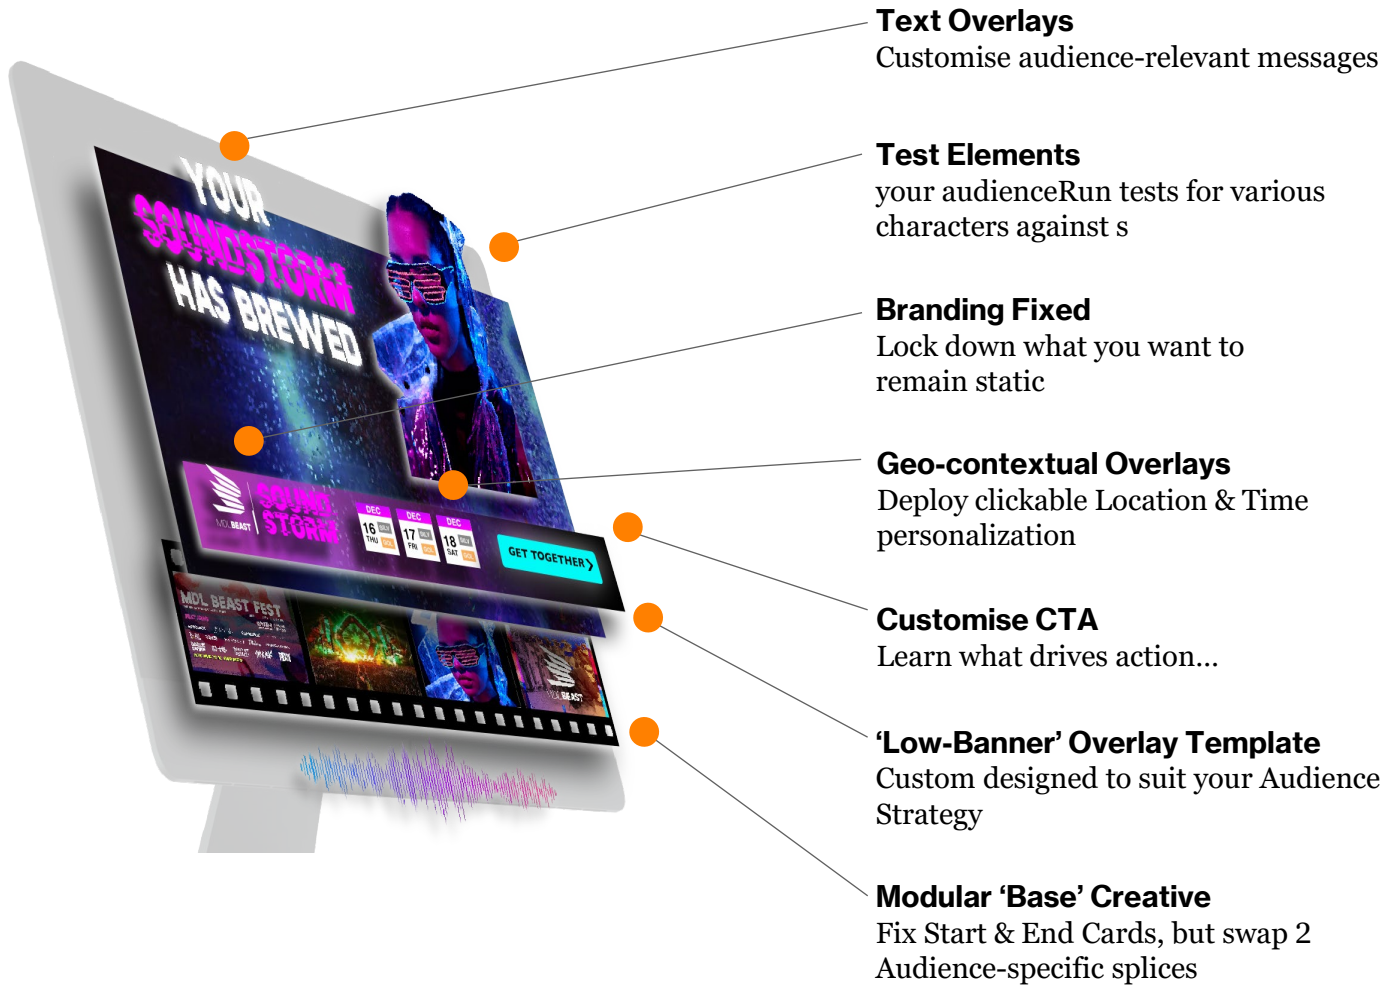 Text Overlays
Customise audience-relevant messages
Test Elements
your audienceRun tests for various
characters against s
Branding Fixed
Lock down what you want to
remain static
Geo-contextual Overlays
Deploy clickable Location & Time
personalization
Customise CTA
Learn what drives action...
‘Low-Banner’ Overlay Template
Custom designed to suit your Audience
Strategy
Modular ‘Base’ Creative
Fix Start & End Cards, but swap 2
Audience-specific splices
YOUR
SOUNDSTORM
HAS BREWED
MDLBEAST
SOUND
STORM
DEC
16
THU
DEC
17
FRI
DEC
18
SAT
GET TOGETHER>
MDL BEAST FEST
MDL BEAST